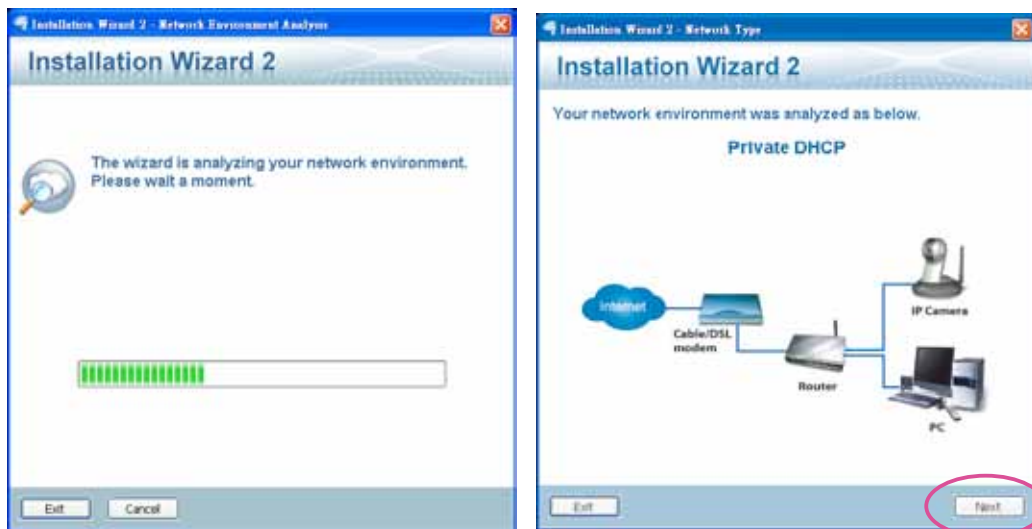 Installation Wizard 2 - Network Environment Analysis
Installation Wizard 2
The wizard is analyzing your network environment.
Please wait a moment.
Exit
Cancel
Installation Wizard 2 - Network Type
Installation Wizard 2
Your network environment was analyzed as below.
Private DHCP
Internet
Cable/DSL
modem
Router
IP Camera
PC
Exit
Next